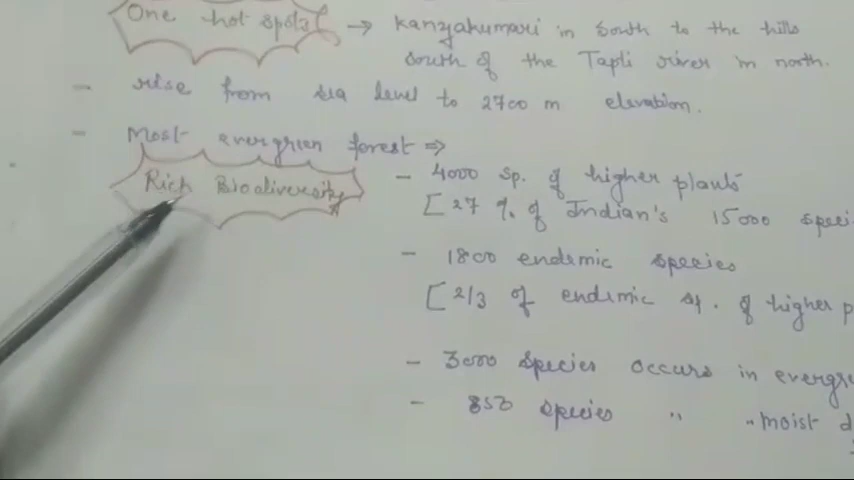 One hot spots → Kanyakumari in South to the hills
south of the Tapti river in north.
- rise from sea level to 2700 m elevation.
- Most evergreen forest ⇒
Rich Biodiversity - 4000 sp. of higher plants
[27 % of Indian's 15000 speci
- 1800 endemic species
[2/3 of endemic sp. of higher p
- 3000 species occurs in evergre
- 850 species " " moist d